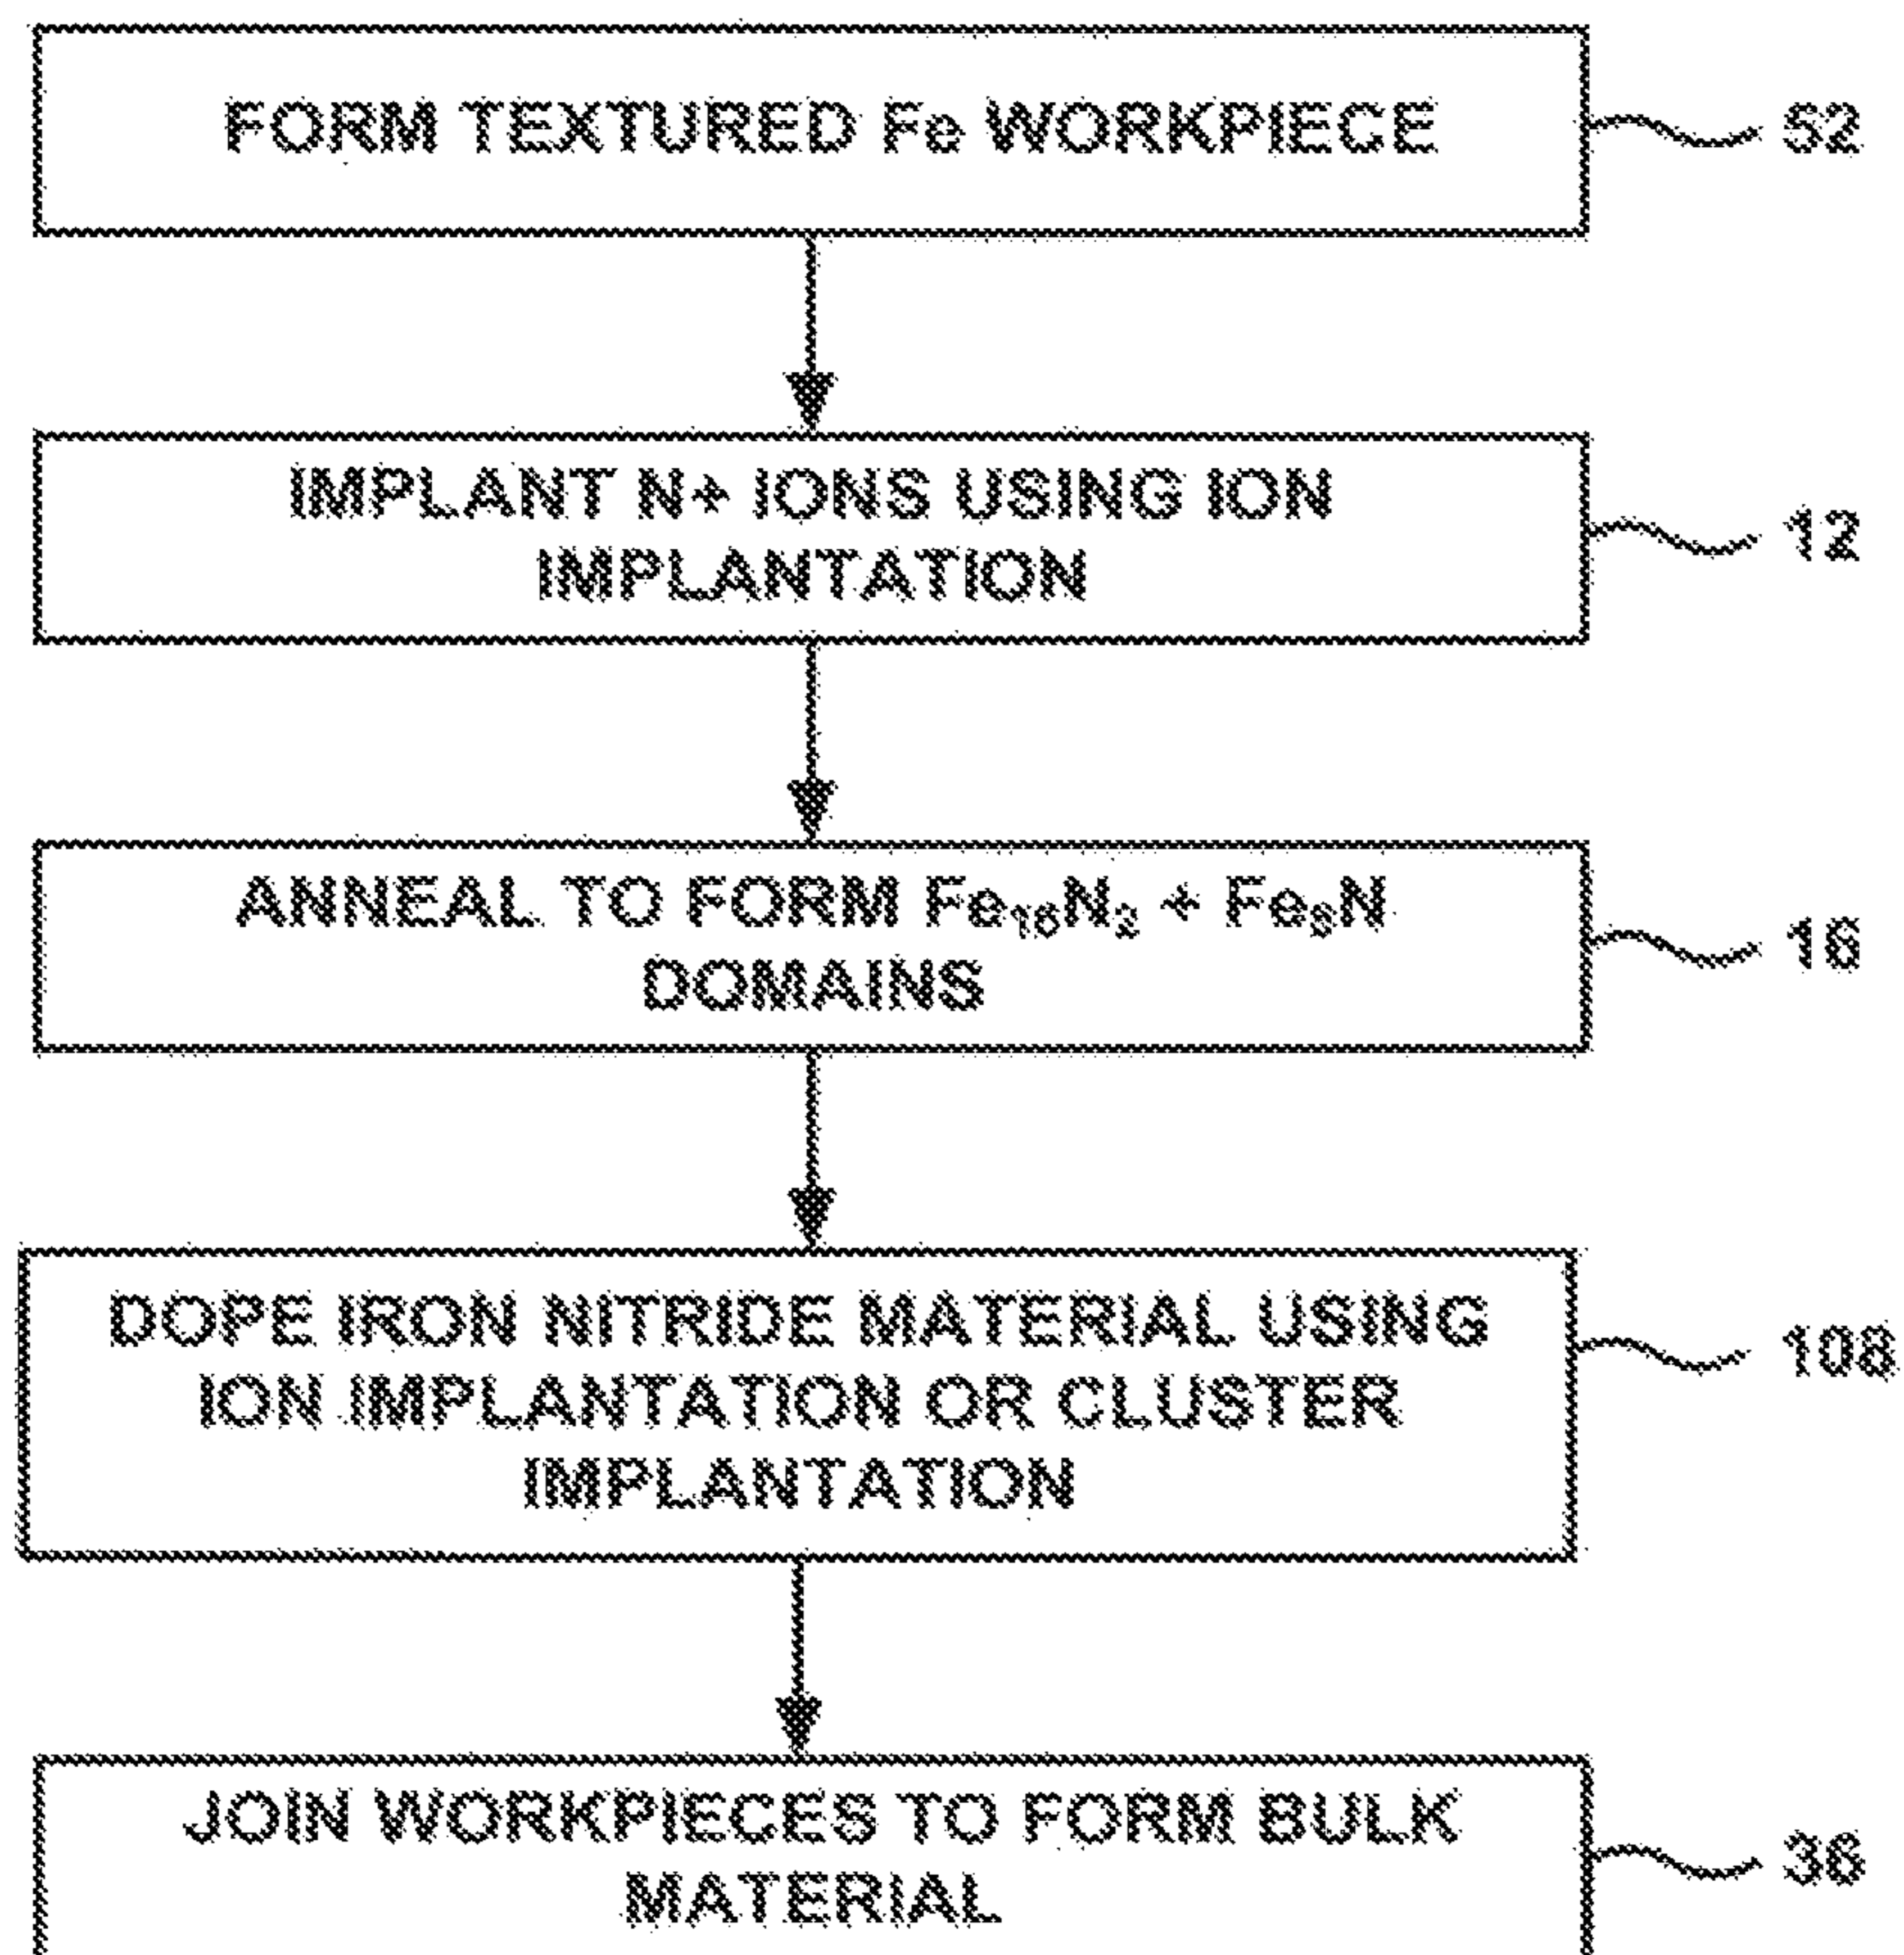 FORM TEXTURED Fe WORKPIECE
52
IMPLANT N+ IONS USING ION
IMPLANTATION
12
ANNEAL TO FORM Fe₁₆N₂ + Fe₈N
DOMAINS
16
DOPE IRON NITRIDE MATERIAL USING
ION IMPLANTATION OR CLUSTER
IMPLANTATION
108
JOIN WORKPIECES TO FORM BULK
MATERIAL
36